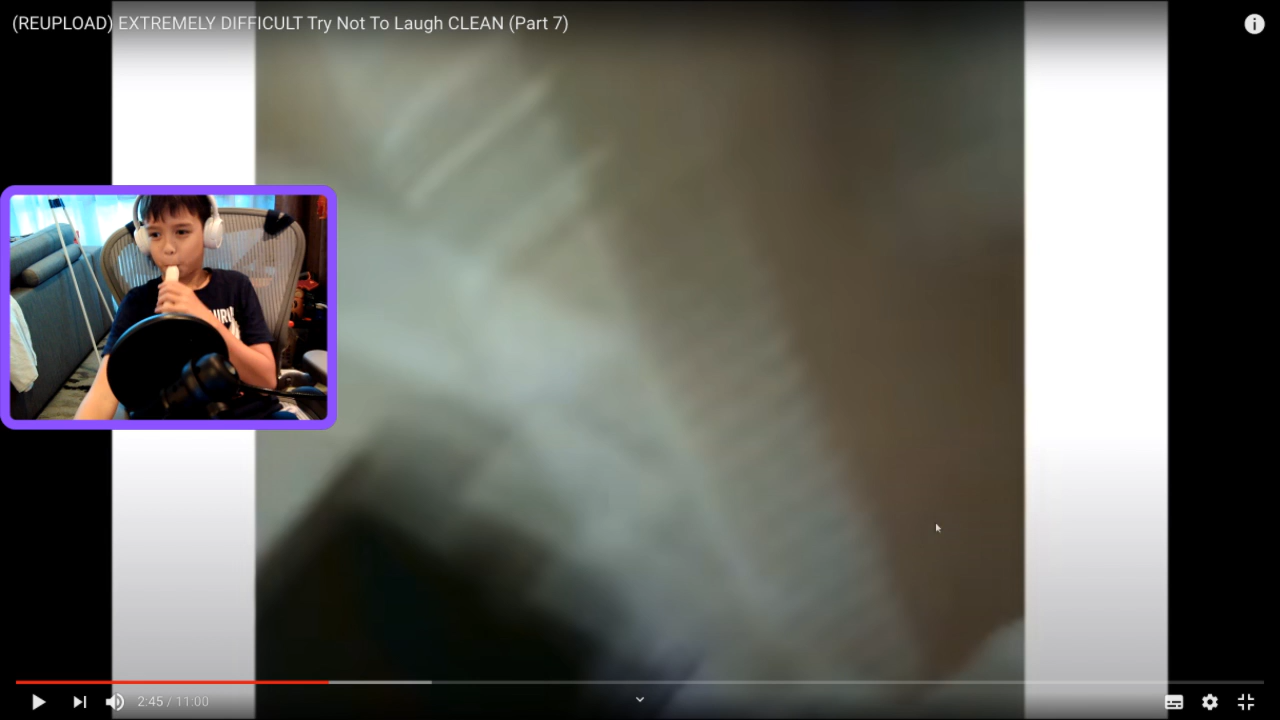 (REUPLOAD) EXTREMELY DIFFICULT Try Not To Laugh CLEAN (Part 7)
2:45 / 11:00